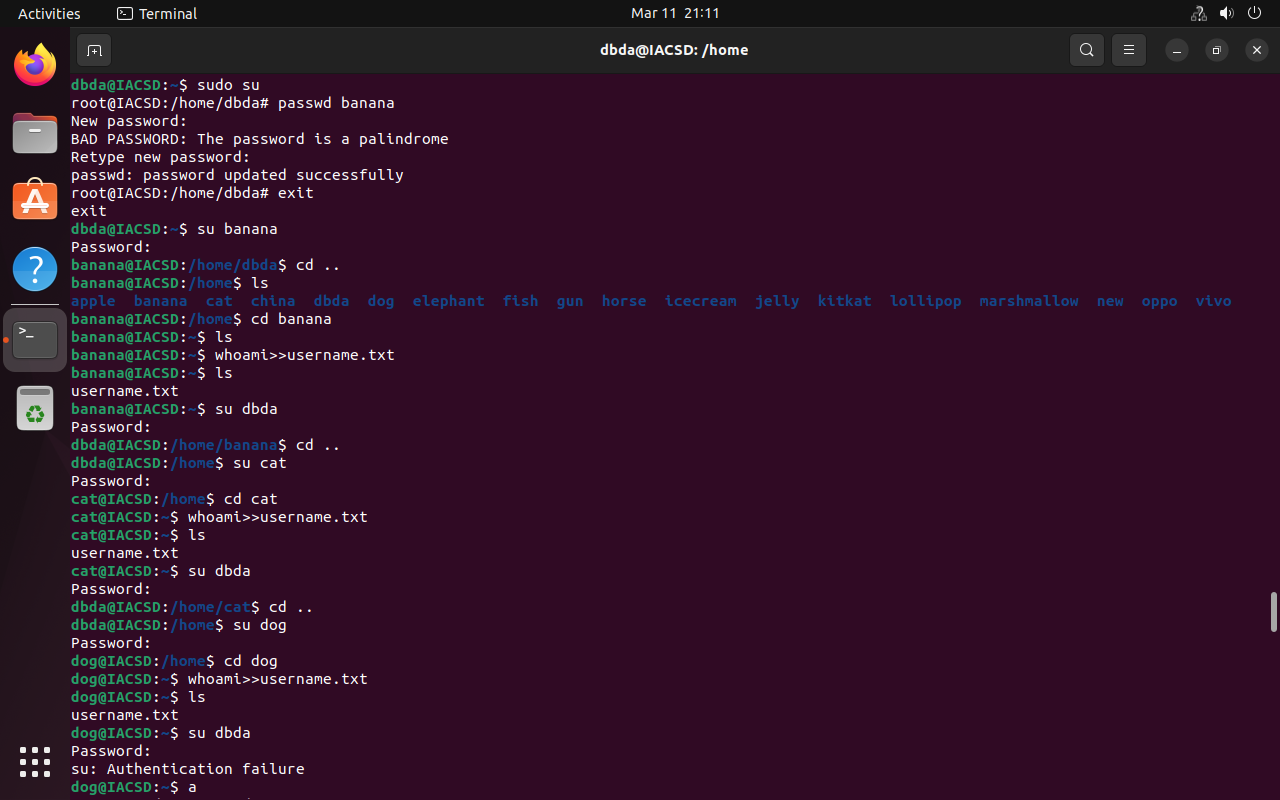 Activities Terminal Mar 11 21:11
dbda@IACSD: /home
dbda@IACSD:~$ sudo su
root@IACSD:/home/dbda# passwd banana
New password:
BAD PASSWORD: The password is a palindrome
Retype new password:
passwd: password updated successfully
root@IACSD:/home/dbda# exit
exit
dbda@IACSD:~$ su banana
Password:
banana@IACSD:/home/dbda$ cd ..
banana@IACSD:/home$ ls
apple banana cat china dbda dog elephant fish gun horse icecream jelly kitkat lollipop marshmallow new oppo vivo
banana@IACSD:/home$ cd banana
banana@IACSD:~$ ls
banana@IACSD:~$ whoami>>username.txt
banana@IACSD:~$ ls
username.txt
banana@IACSD:~$ su dbda
Password:
dbda@IACSD:/home/banana$ cd ..
dbda@IACSD:/home$ su cat
Password:
cat@IACSD:/home$ cd cat
cat@IACSD:~$ whoami>>username.txt
cat@IACSD:~$ ls
username.txt
cat@IACSD:~$ su dbda
Password:
dbda@IACSD:/home/cat$ cd ..
dbda@IACSD:/home$ su dog
Password:
dog@IACSD:/home$ cd dog
dog@IACSD:~$ whoami>>username.txt
dog@IACSD:~$ ls
username.txt
dog@IACSD:~$ su dbda
Password:
su: Authentication failure
dog@IACSD:~$ a